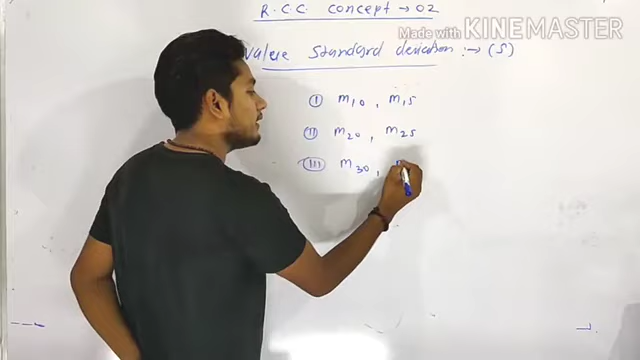 R.C.C. concept → 02
Made with KINEMASTER
value standard deviation :→ (S)
(I) M10, M15
(II) M20, M25
(III) M30, M